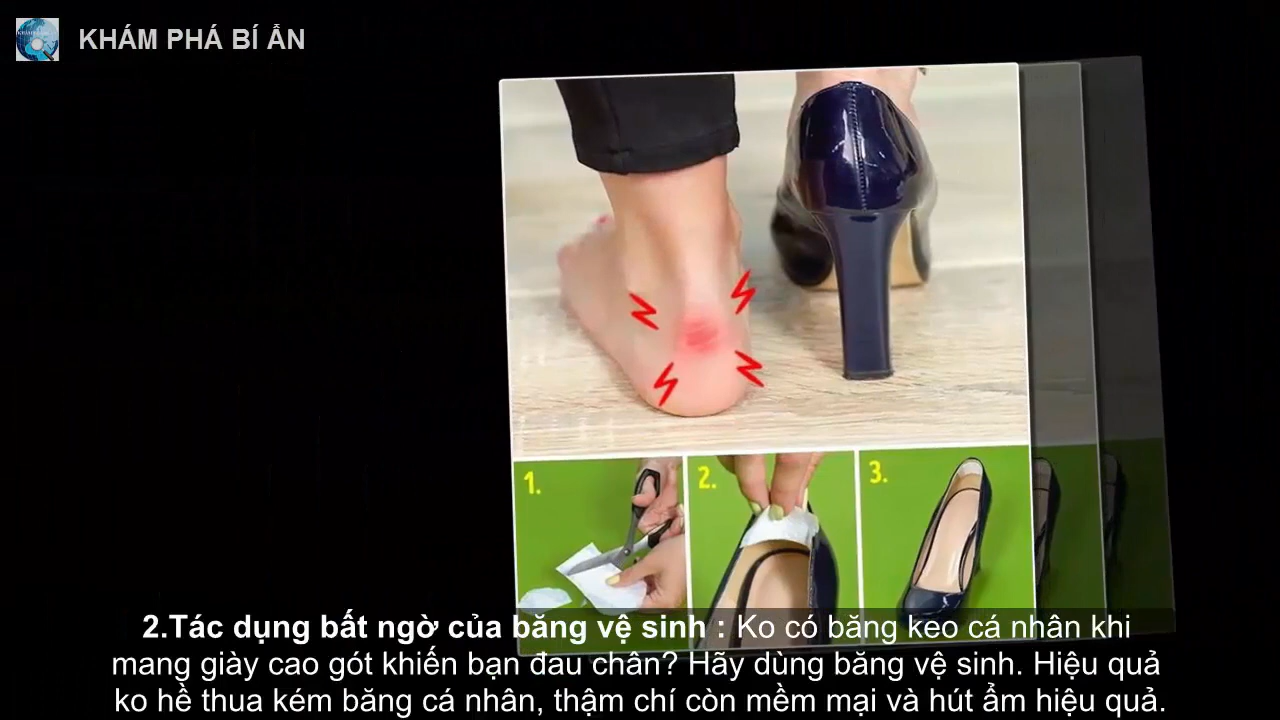 KHÁM PHÁ BÍ ẨN
1.
2.
3.
2.Tác dụng bất ngờ của băng vệ sinh : Ko có băng keo cá nhân khi
mang giày cao gót khiến bạn đau chân? Hãy dùng băng vệ sinh. Hiệu quả
ko hề thua kém băng cá nhân, thậm chí còn mềm mại và hút ẩm hiệu quả.